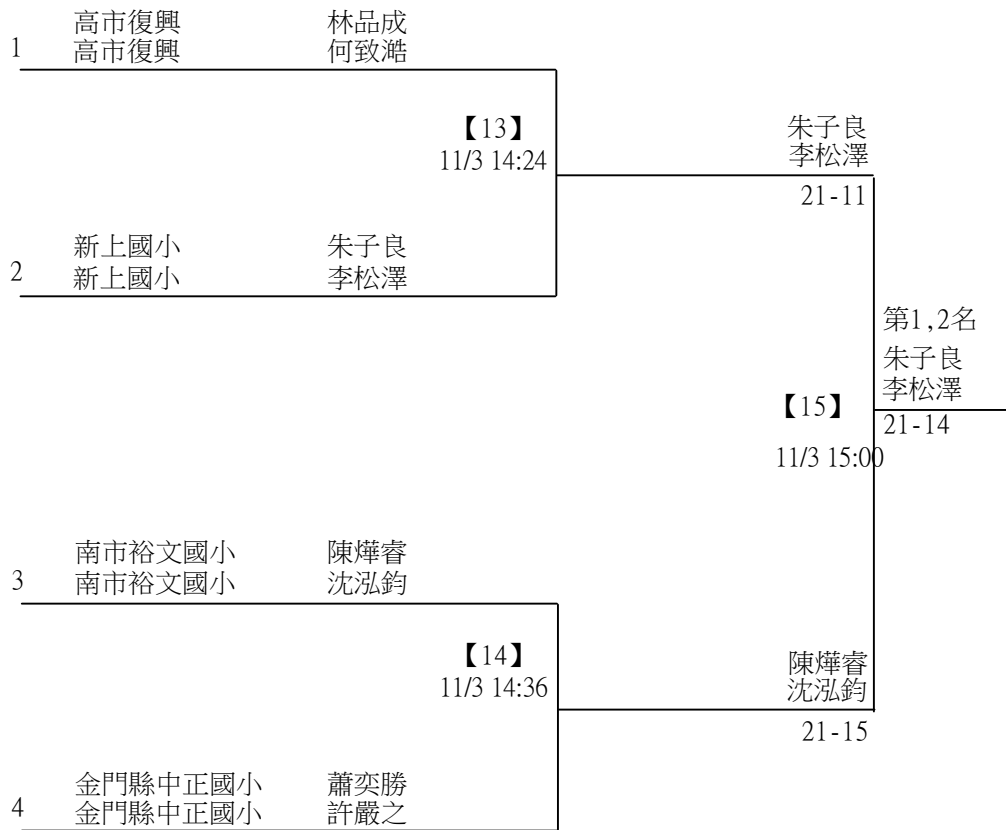 高市復興 林品成
1 高市復興 何致澔
【13】 朱子良
11/3 14:24 李松澤
21-11
新上國小 朱子良
2 新上國小 李松澤
第1,2名
朱子良
李松澤
【15】
21-14
11/3 15:00
南市裕文國小 陳燁睿
3 南市裕文國小 沈泓鈞
【14】 陳燁睿
11/3 14:36 沈泓鈞
21-15
金門縣中正國小 蕭奕勝
4 金門縣中正國小 許嚴之